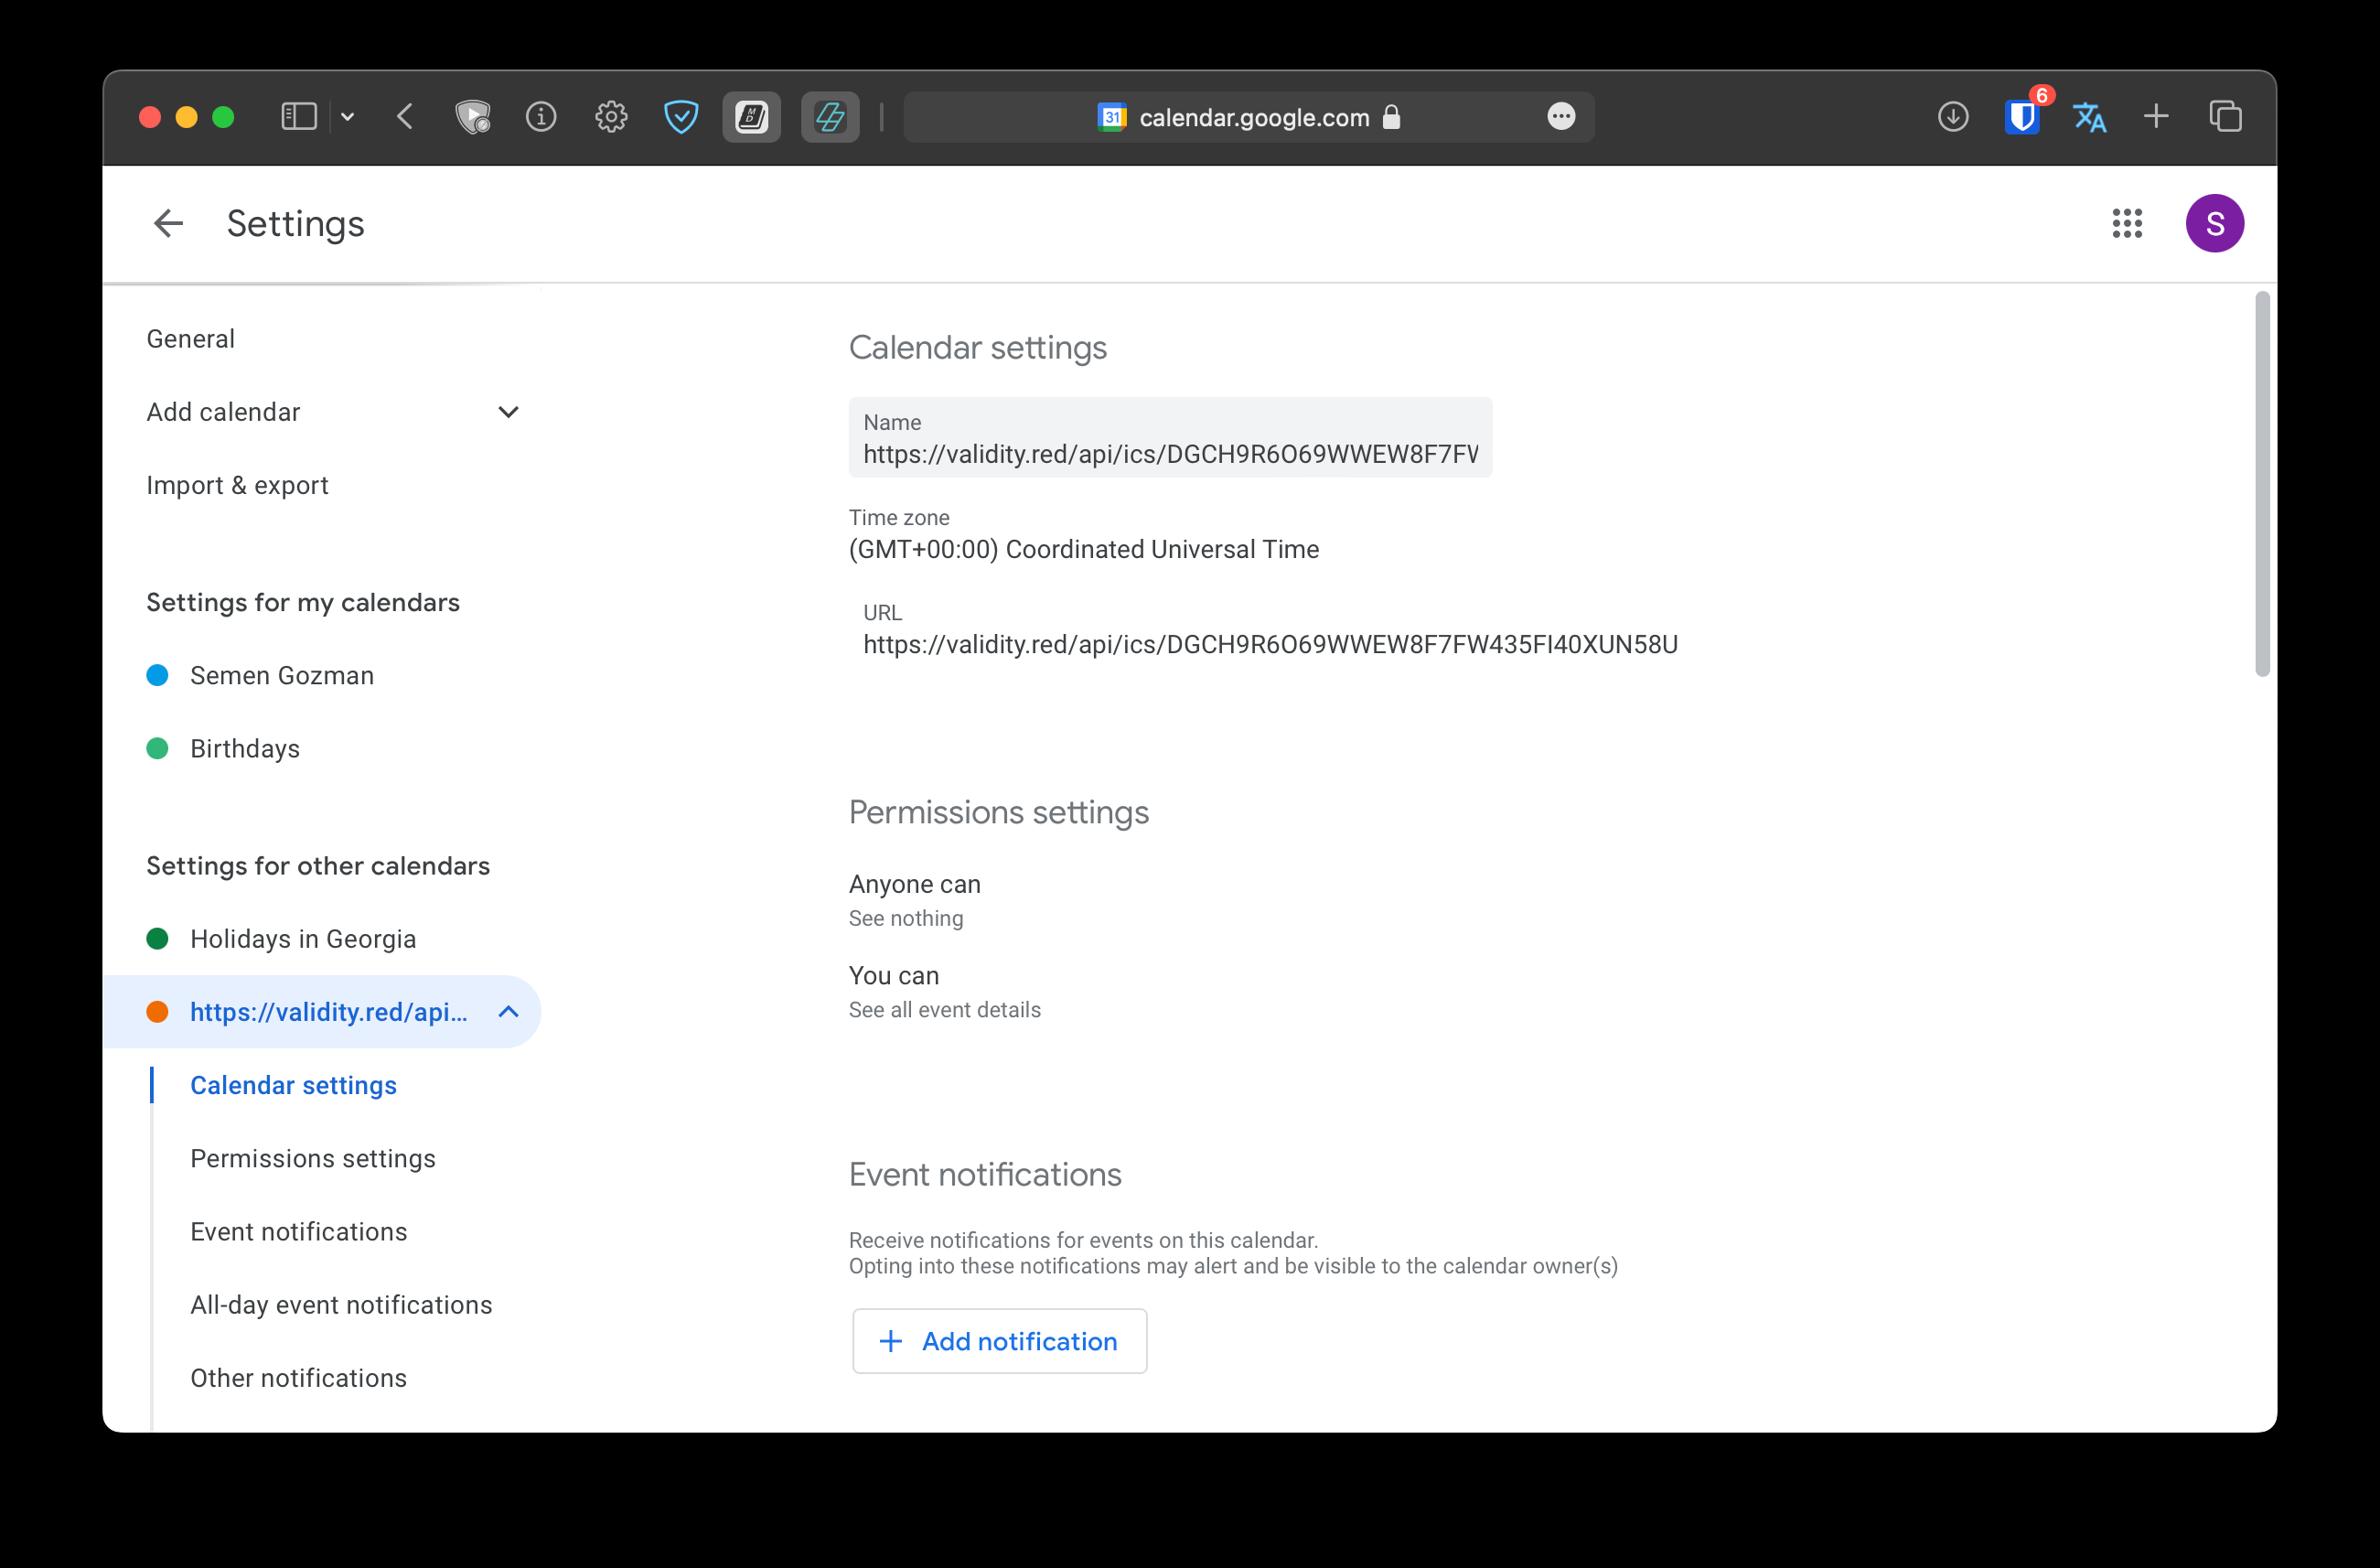 31 calendar.google.com
6
Settings
S
General
Add calendar
Import & export
Settings for my calendars
Semen Gozman
Birthdays
Settings for other calendars
Holidays in Georgia
https://validity.red/api...
Calendar settings
Permissions settings
Event notifications
All-day event notifications
Other notifications
Calendar settings
Name
https://validity.red/api/ics/DGCH9R6O69WWEW8F7FW
Time zone
(GMT+00:00) Coordinated Universal Time
URL
https://validity.red/api/ics/DGCH9R6O69WWEW8F7FW435FI40XUN58U
Permissions settings
Anyone can
See nothing
You can
See all event details
Event notifications
Receive notifications for events on this calendar.
Opting into these notifications may alert and be visible to the calendar owner(s)
Add notification